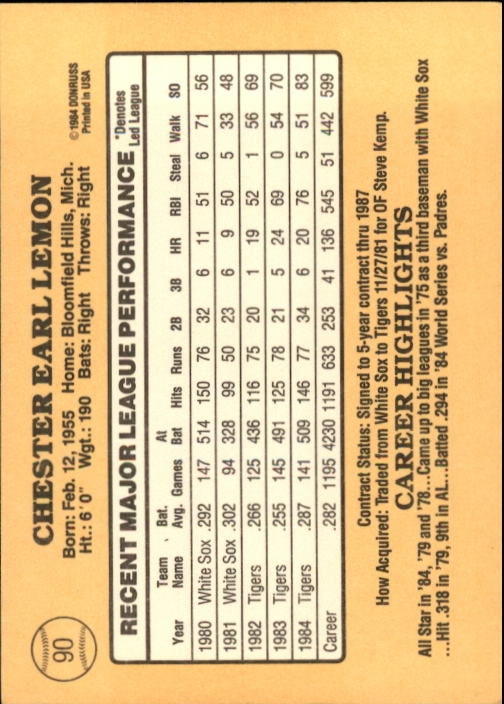 90
CHESTER EARL LEMON
©1984 DONRUSS
Printed in USA
Born: Feb. 12, 1955 Home: Bloomfield Hills, Mich.
Ht.: 6'0" Wgt.: 190 Bats: Right Throws: Right
RECENT MAJOR LEAGUE PERFORMANCE
*Denotes
Led League
Year Team Name Bat. Avg. Games At Bat Hits Runs 2B 3B HR RBI Steal Walk SO
1980 White Sox .292 147 514 150 76 32 6 11 51 6 71 56
1981 White Sox .302 94 328 99 50 23 6 9 50 5 33 48
1982 Tigers .266 125 436 116 75 20 1 19 52 1 56 69
1983 Tigers .255 145 491 125 78 21 5 24 69 0 54 70
1984 Tigers .287 141 509 146 77 34 6 20 76 5 51 83
Career .282 1195 4230 1191 633 253 41 136 545 51 442 599
Contract Status: Signed to 5-year contract thru 1987
How Acquired: Traded from White Sox to Tigers 11/27/81 for OF Steve Kemp.
CAREER HIGHLIGHTS
All Star in '84, '79 and '78...Came up to big leagues in '75 as a third baseman with White Sox
...Hit .318 in '79, 9th in AL...Batted .294 in '84 World Series vs. Padres.